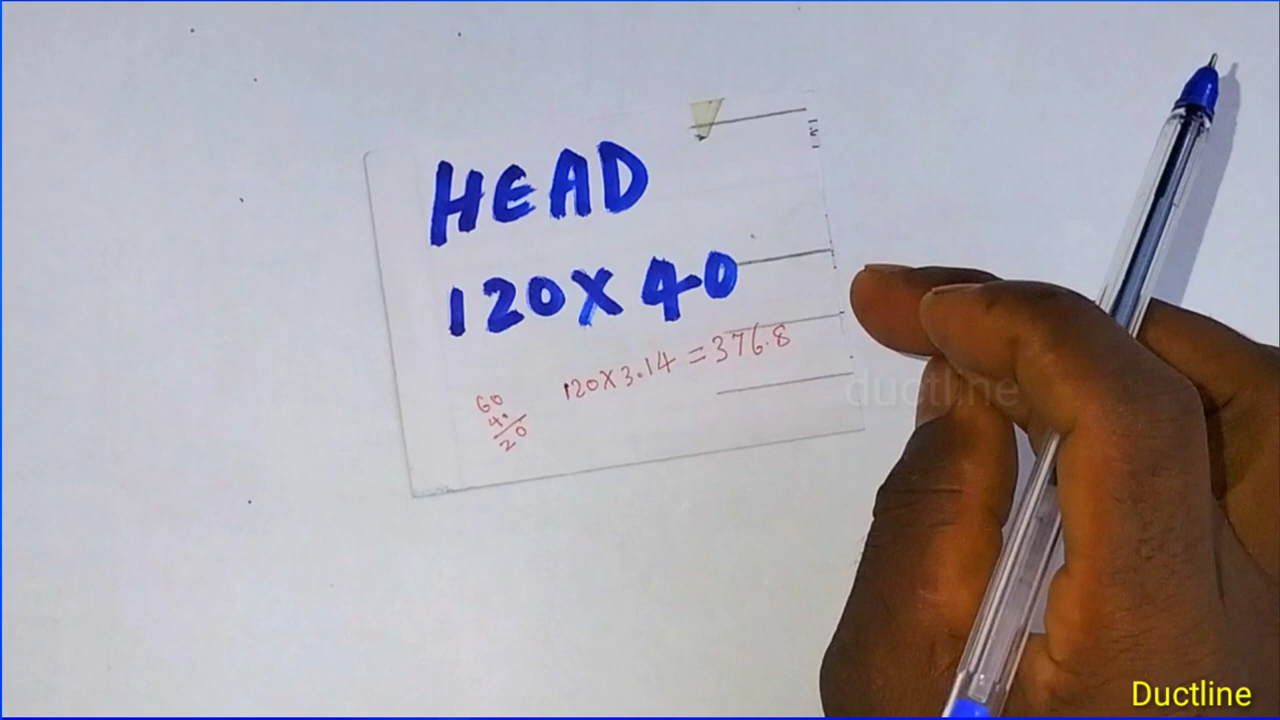 HEAD
120X40
120X3.14=376.8
60
40
20
ductline
Ductline